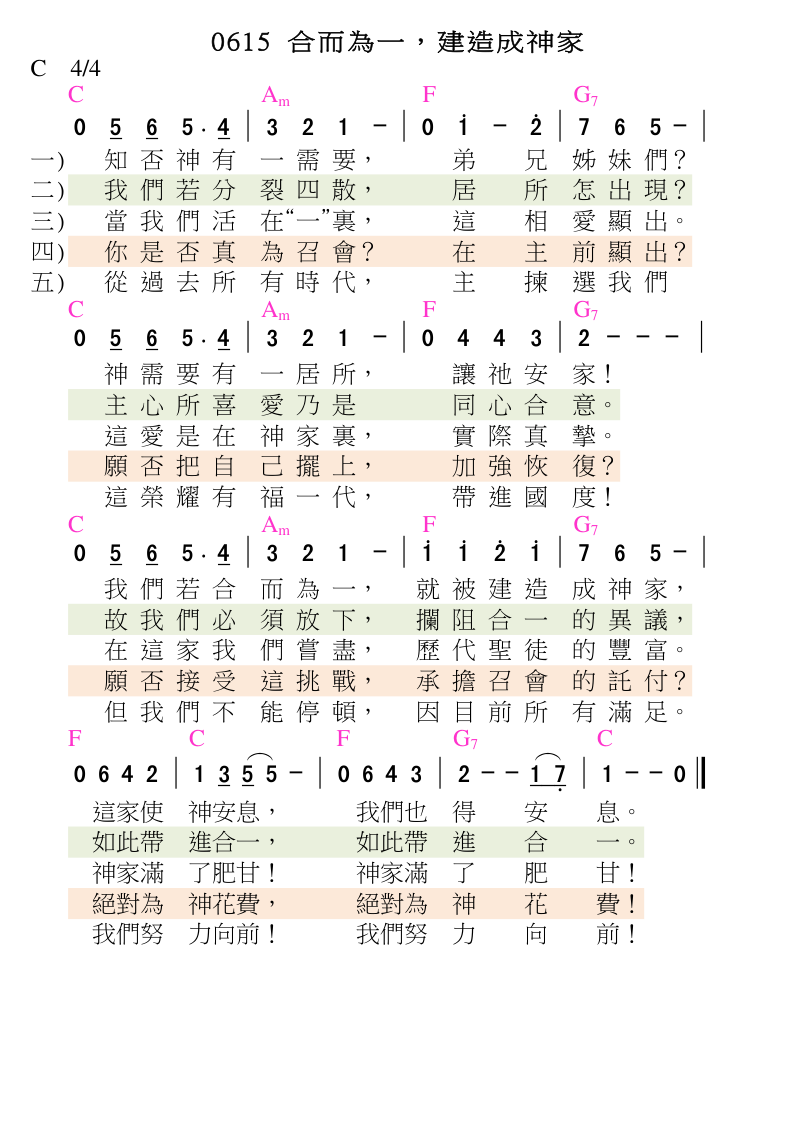 0615 合而為一，建造成神家
C 4/4
C Am F G7
0 5 6 5 . 4 | 3 2 1 － | 0 1 － 2 | 7 6 5 － |
一) 知否神有 一需要， 弟 兄 姊妹們？
二) 我們若分 裂四散， 居 所 怎出現？
三) 當我們活 在“一”裏， 這 相 愛顯出。
四) 你是否真 為召會？ 在 主 前顯出？
五) 從過去所 有時代， 主 揀 選我們
C Am F G7
0 5 6 5 . 4 | 3 2 1 － | 0 4 4 3 | 2 － － － |
神需要有 一居所， 讓祂安 家！
主心所喜 愛乃是 同心合 意。
這愛是在 神家裏， 實際真 摯。
願否把自 己擺上， 加強恢 復？
這榮耀有 福一代， 帶進國 度！
C Am F G7
0 5 6 5 . 4 | 3 2 1 － | 1 1 2 1 | 7 6 5 － |
我們若合 而為一， 就被建造 成神家，
故我們必 須放下， 攔阻合一 的異議，
在這家我 們嘗盡， 歷代聖徒 的豐富。
願否接受 這挑戰， 承擔召會 的託付？
但我們不 能停頓， 因目前所 有滿足。
F C F G7 C
0 6 4 2 | 1 3 5 5 － | 0 6 4 3 | 2 － － 1 7 | 1 － － 0 ||
這家使 神安息， 我們也 得 安 息。
如此帶 進合一， 如此帶 進 合 一。
神家滿 了肥甘！ 神家滿 了 肥 甘！
絕對為 神花費， 絕對為 神 花 費！
我們努 力向前！ 我們努 力 向 前！